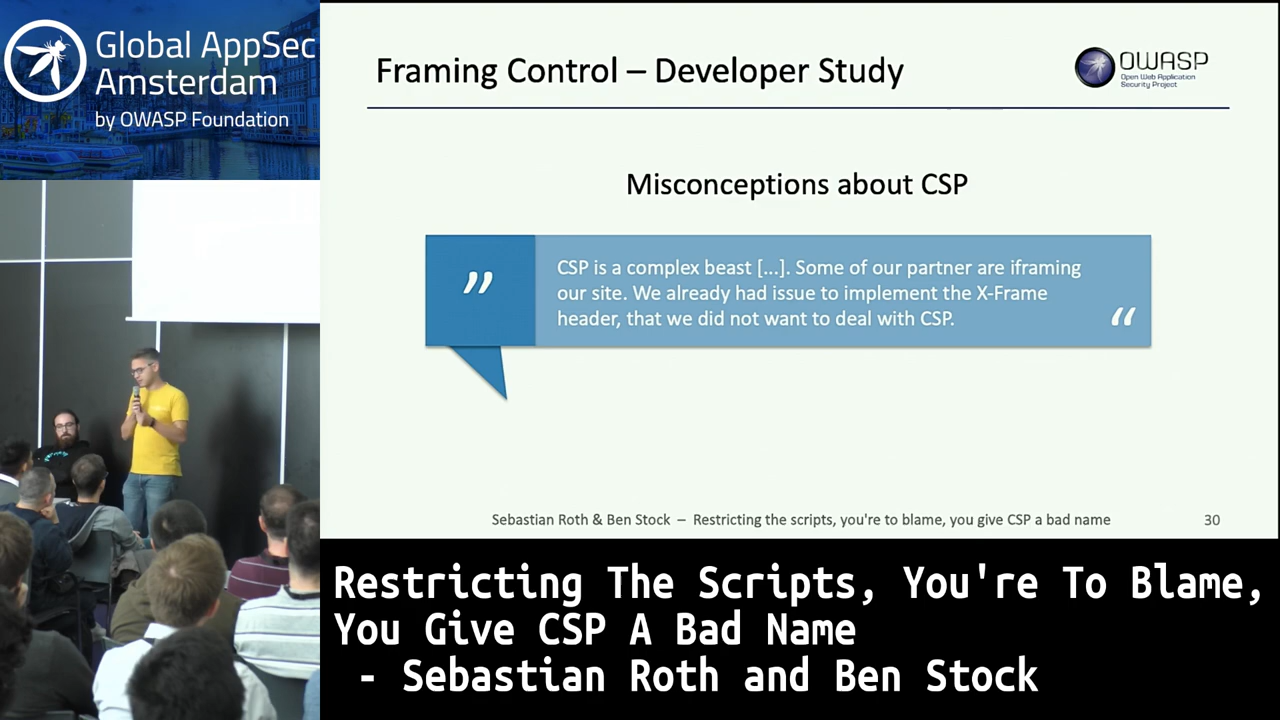 Global AppSec
Amsterdam
by OWASP Foundation
Framing Control – Developer Study
OWASP
Open Web Application
Security Project
Misconceptions about CSP
” CSP is a complex beast [...]. Some of our partner are iframing
our site. We already had issue to implement the X-Frame
header, that we did not want to deal with CSP. “
Sebastian Roth & Ben Stock – Restricting the scripts, you're to blame, you give CSP a bad name 30
Restricting The Scripts, You're To Blame,
You Give CSP A Bad Name
- Sebastian Roth and Ben Stock